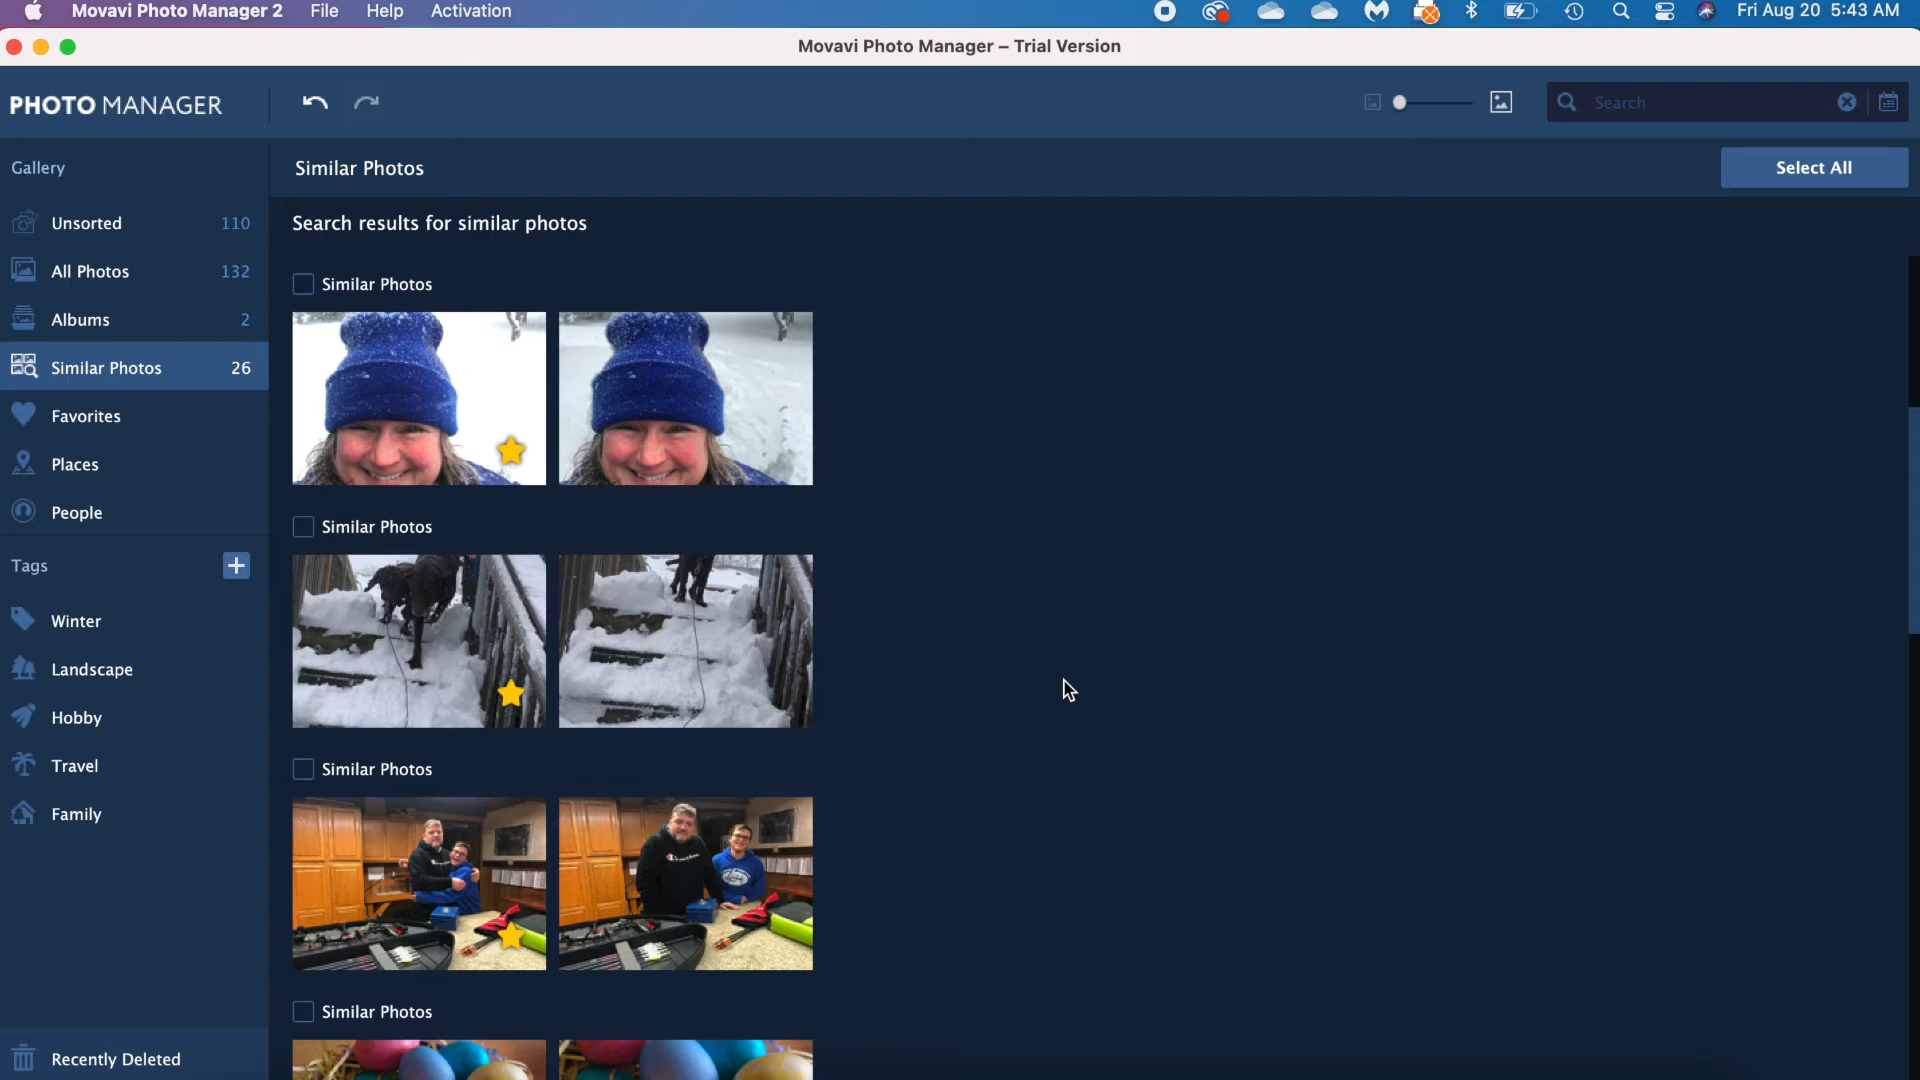 Movavi Photo Manager 2 File Help Activation Fri Aug 20 5:43 AM
Movavi Photo Manager – Trial Version
PHOTO MANAGER Search
Gallery
Similar Photos
Select All
Search results for similar photos
Unsorted 110
All Photos 132
Albums 2
Similar Photos 26
Favorites
Places
People
Tags
Winter
Landscape
Hobby
Travel
Family
Recently Deleted
Similar Photos
Similar Photos
Similar Photos
Similar Photos